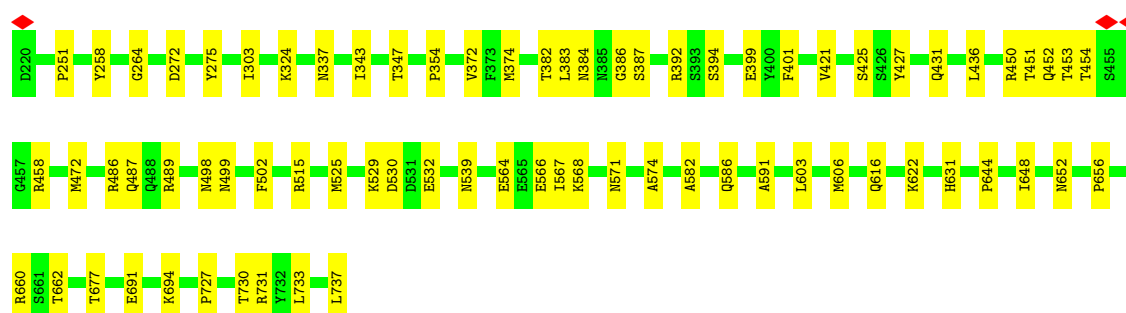 D220 P251 Y258 G264 D272 Y275 I303 K324 N337 I343 T347 P354 V372 F373 M374 T382 L383 N384 N385 G386 S387 R392 S393 S394 E399 Y400 F401 V421 S425 S426 Y427 Q431 L436 R450 T451 Q452 T453 T454 S455
G457 R458 M472 R486 Q487 Q488 R489 N498 N499 F502 R515 M525 K529 D530 D531 E532 N539 E564 E565 E566 I567 K568 N571 A574 A582 Q586 A591 L603 M606 Q616 K622 H631 P644 I648 N652 P656
R660 S661 T662 T677 E691 K694 P727 T730 R731 Y732 L733 L737